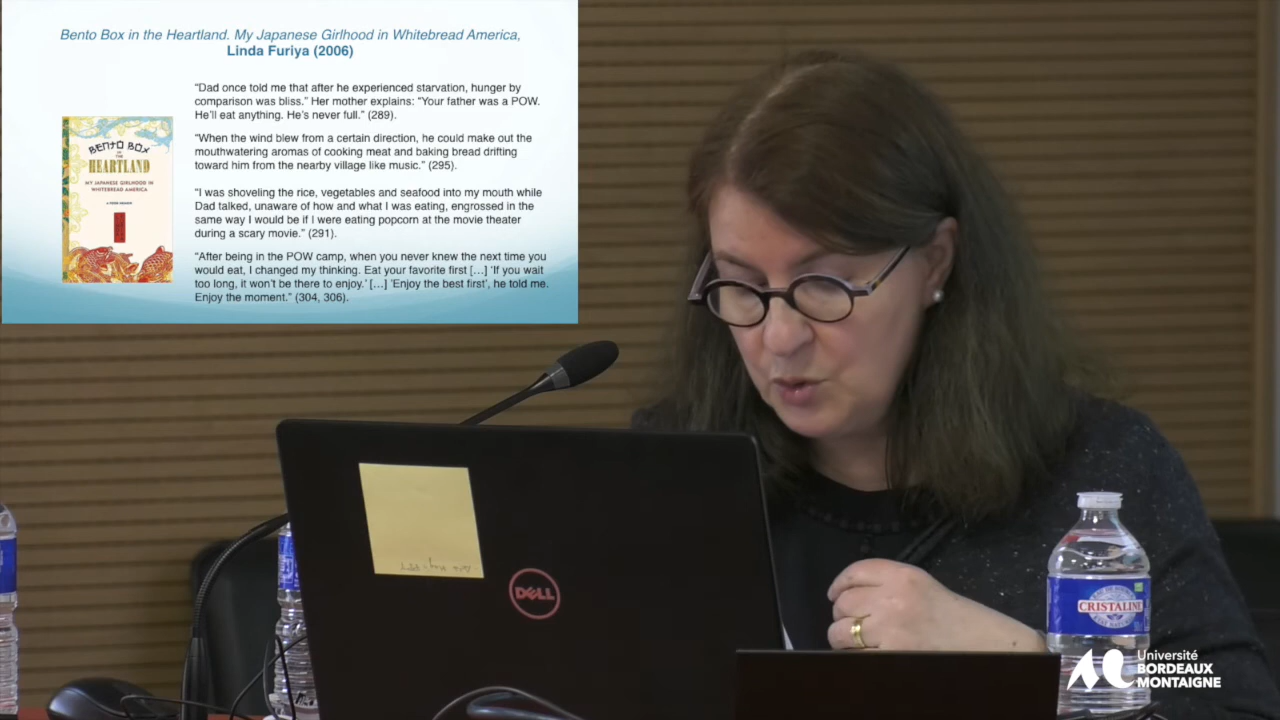 Bento Box in the Heartland. My Japanese Girlhood in Whitebread America,
Linda Furiya (2006)
“Dad once told me that after he experienced starvation, hunger by
comparison was bliss.” Her mother explains: “Your father was a POW.
He’ll eat anything. He’s never full.” (289).
“When the wind blew from a certain direction, he could make out the
mouthwatering aromas of cooking meat and baking bread drifting
toward him from the nearby village like music.” (295).
“I was shoveling the rice, vegetables and seafood into my mouth while
Dad talked, unaware of how and what I was eating, engrossed in the
same way I would be if I were eating popcorn at the movie theater
during a scary movie.” (291).
“After being in the POW camp, when you never knew the next time you
would eat, I changed my thinking. Eat your favorite first […] ‘If you wait
too long, it won’t be there to enjoy.’ […] ‘Enjoy the best first’, he told me.
Enjoy the moment.” (304, 306).
BENTO BOX
IN THE
HEARTLAND
MY JAPANESE GIRLHOOD IN
WHITEBREAD AMERICA
DELL
CRISTALINE
Université
BORDEAUX
MONTAIGNE